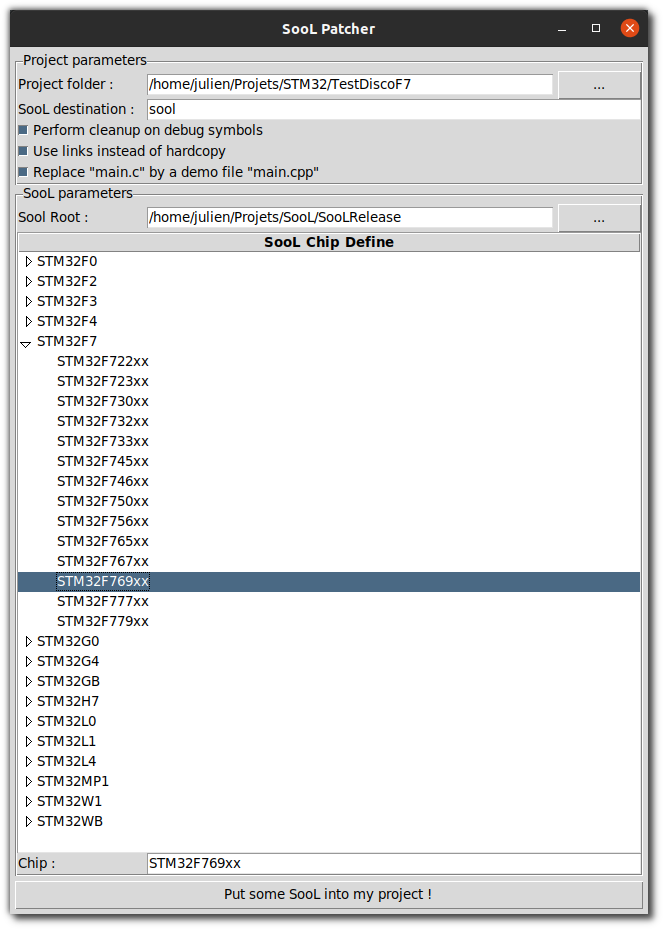 SooL Patcher
Project parameters
Project folder : /home/julien/Projets/STM32/TestDiscoF7 ...
SooL destination : sool
Perform cleanup on debug symbols
Use links instead of hardcopy
Replace "main.c" by a demo file "main.cpp"
SooL parameters
Sool Root : /home/julien/Projets/SooL/SooLRelease ...
SooL Chip Define
STM32F0
STM32F2
STM32F3
STM32F4
STM32F7
STM32F722xx
STM32F723xx
STM32F730xx
STM32F732xx
STM32F733xx
STM32F745xx
STM32F746xx
STM32F750xx
STM32F756xx
STM32F765xx
STM32F767xx
STM32F769xx
STM32F777xx
STM32F779xx
STM32G0
STM32G4
STM32GB
STM32H7
STM32L0
STM32L1
STM32L4
STM32MP1
STM32W1
STM32WB
Chip : STM32F769xx
Put some SooL into my project !